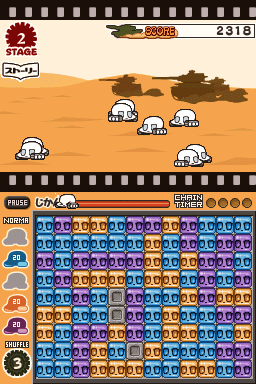 SCORE 2318
2
STAGE
ストーリー
PAUSE
じかん
CHAIN
TIMER
NORMA
20
20
20
SHUFFLE
3